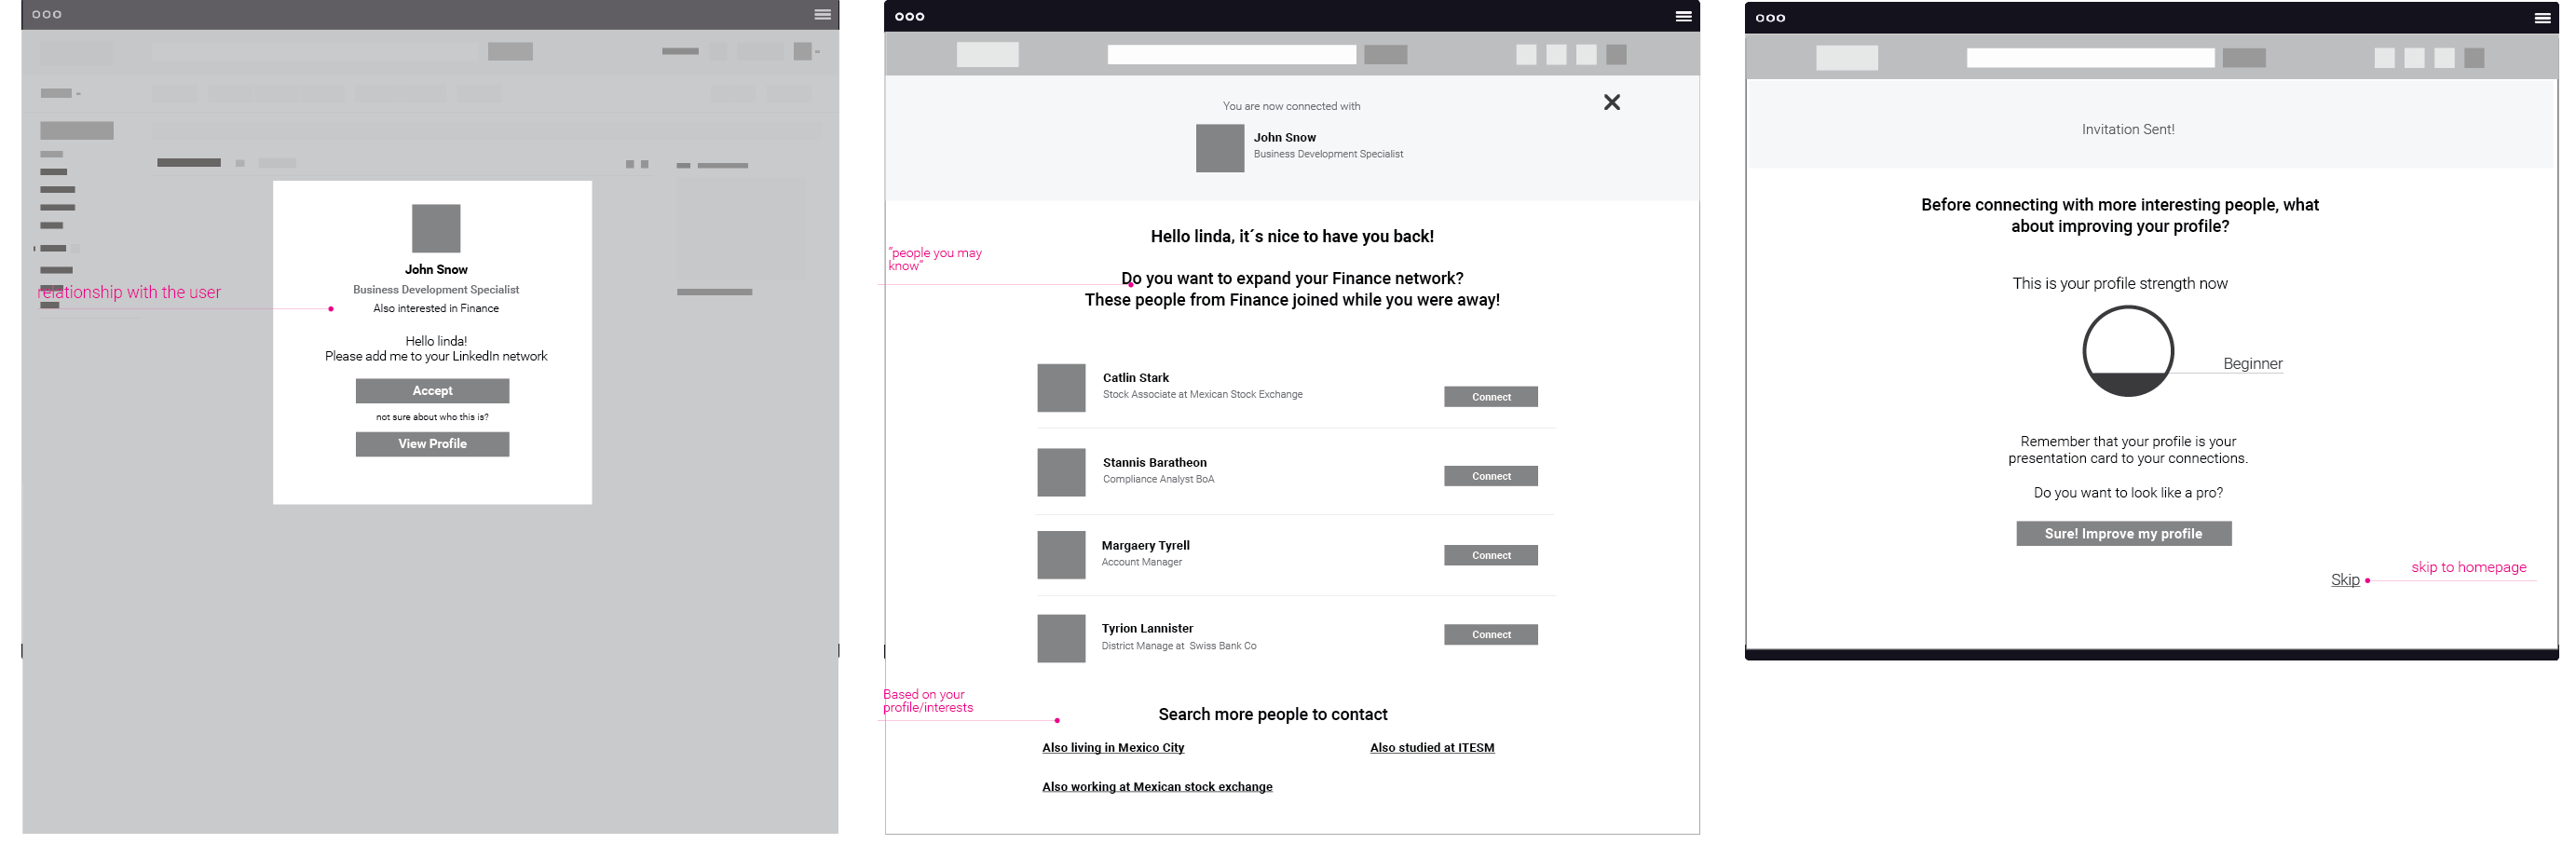 relationship with the user
John Snow
Business Development Specialist
Also interested in Finance
Hello linda!
Please add me to your LinkedIn network
Accept
not sure about who this is?
View Profile
You are now connected with
John Snow
Business Development Specialist
"people you may
know"
Hello linda, it´s nice to have you back!
Do you want to expand your Finance network?
These people from Finance joined while you were away!
Catlin Stark
Stock Associate at Mexican Stock Exchange
Connect
Stannis Baratheon
Compliance Analyst BoA
Connect
Margaery Tyrell
Account Manager
Connect
Tyrion Lannister
District Manage at  Swiss Bank Co
Connect
Based on your
profile/interests
Search more people to contact
Also living in Mexico City
Also studied at ITESM
Also working at Mexican stock exchange
Invitation Sent!
Before connecting with more interesting people, what
about improving your profile?
This is your profile strength now
Beginner
Remember that your profile is your
presentation card to your connections.
Do you want to look like a pro?
Sure! Improve my profile
skip to homepage
Skip